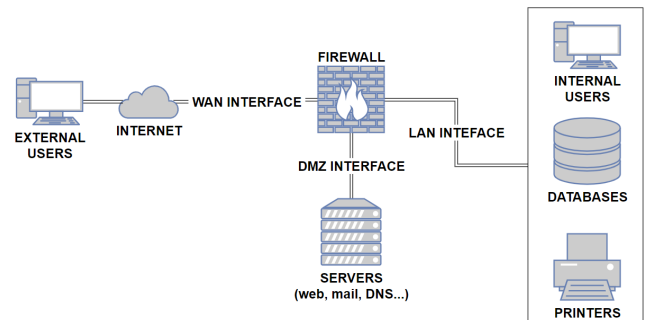 FIREWALL
INTERNAL
USERS
WAN INTERFACE
EXTERNAL
USERS
INTERNET
LAN INTEFACE
DMZ INTERFACE
DATABASES
SERVERS
(web, mail, DNS...)
PRINTERS